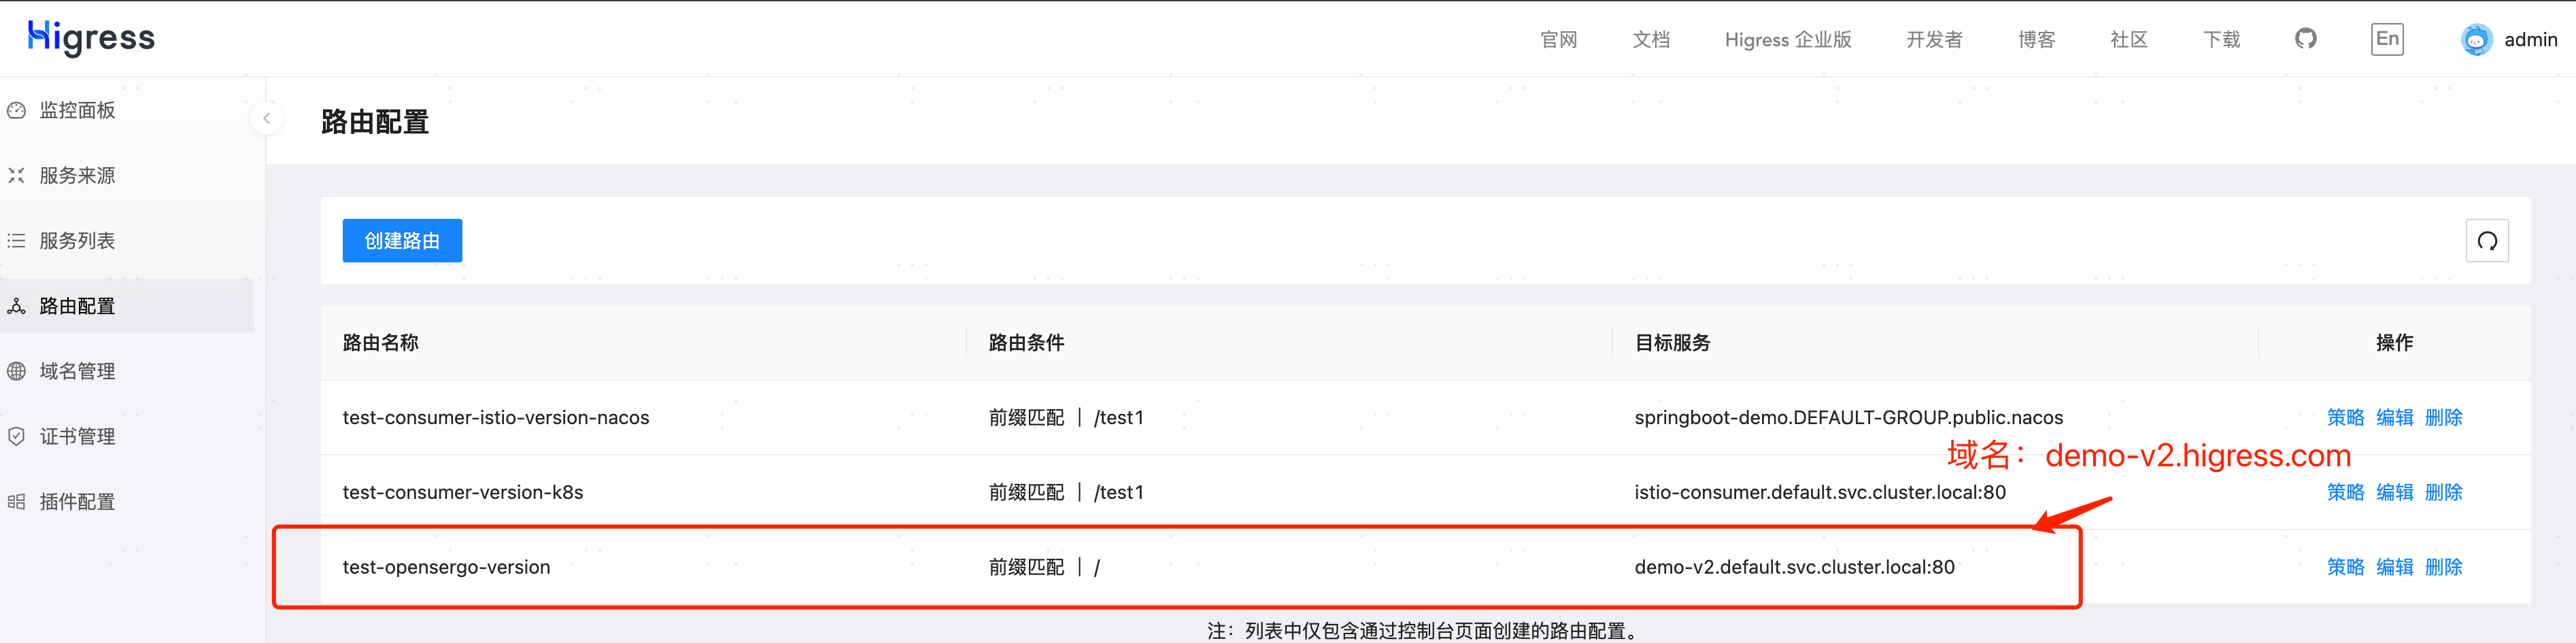 Higress
官网 文档 Higress 企业版 开发者 博客 社区 下载 En admin
监控面板
服务来源
服务列表
路由配置
域名管理
证书管理
插件配置
路由配置
创建路由
路由名称 路由条件 目标服务 操作
test-consumer-istio-version-nacos 前缀匹配 | /test1 springboot-demo.DEFAULT-GROUP.public.nacos 策略 编辑 删除
域名：demo-v2.higress.com
test-consumer-version-k8s 前缀匹配 | /test1 istio-consumer.default.svc.cluster.local:80 策略 编辑 删除
test-opensergo-version 前缀匹配 | / demo-v2.default.svc.cluster.local:80 策略 编辑 删除
注：列表中仅包含通过控制台页面创建的路由配置。